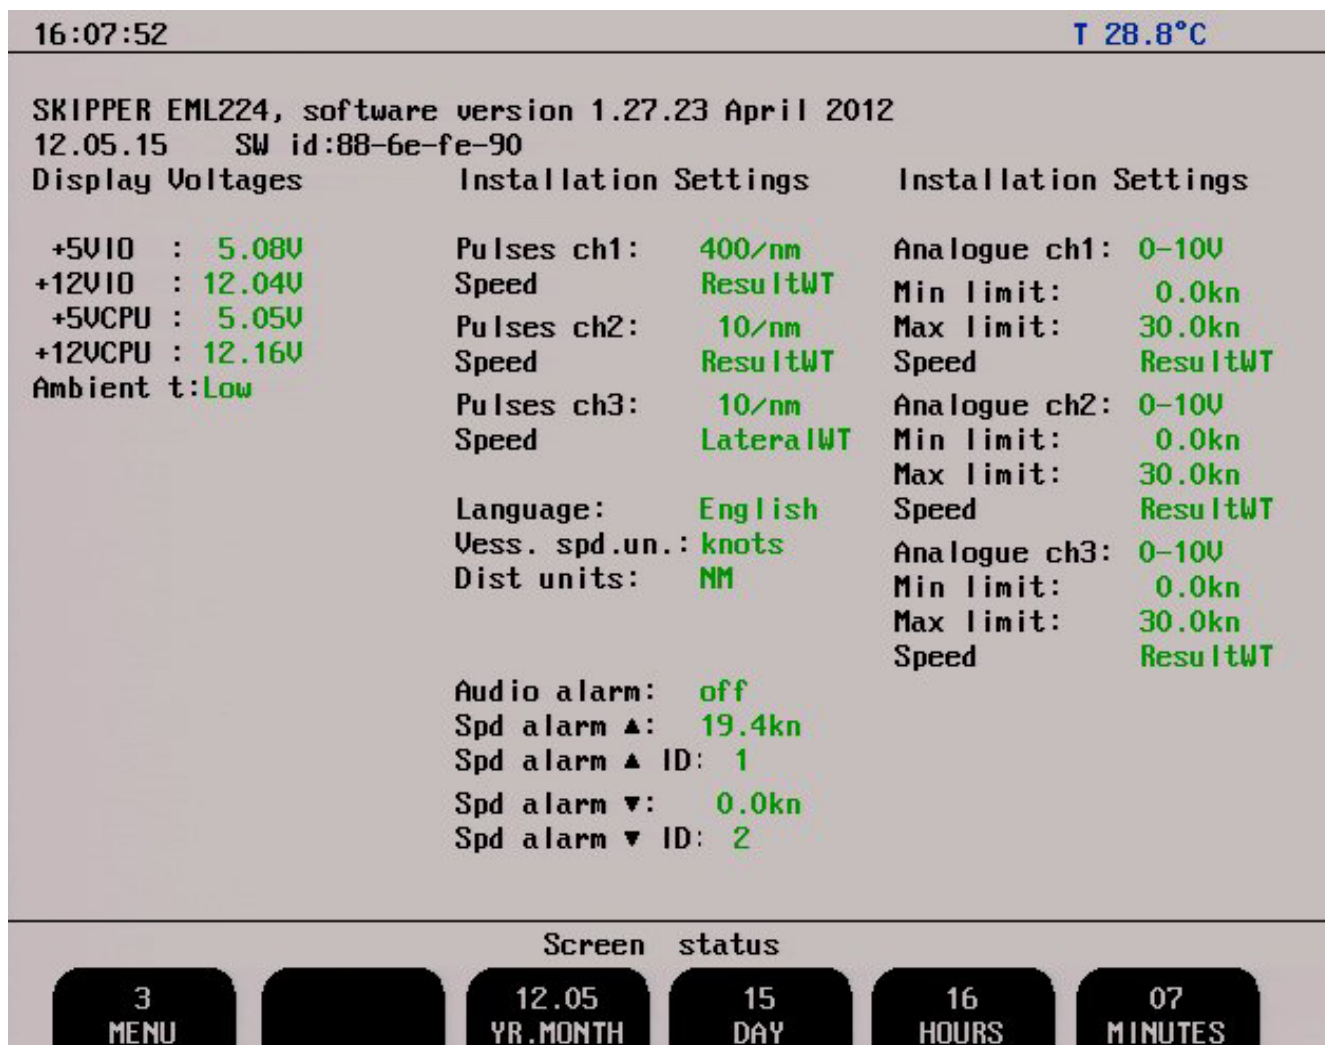 16:07:52 T 28.8°C
SKIPPER EML224, software version 1.27.23 April 2012
12.05.15 SW id:88-6e-fe-90
Display Voltages
+5VIO : 5.08V
+12VIO : 12.04V
+5VCPU : 5.05V
+12VCPU : 12.16V
Ambient t:Low
Installation Settings
Pulses ch1: 400/nm
Speed ResultWT
Pulses ch2: 10/nm
Speed ResultWT
Pulses ch3: 10/nm
Speed LateralWT
Language: English
Vess. spd.un.: knots
Dist units: NM
Audio alarm: off
Spd alarm ▲: 19.4kn
Spd alarm ▲ ID: 1
Spd alarm ▼: 0.0kn
Spd alarm ▼ ID: 2
Installation Settings
Analogue ch1: 0-10V
Min limit: 0.0kn
Max limit: 30.0kn
Speed ResultWT
Analogue ch2: 0-10V
Min limit: 0.0kn
Max limit: 30.0kn
Speed ResultWT
Analogue ch3: 0-10V
Min limit: 0.0kn
Max limit: 30.0kn
Speed ResultWT
Screen status
3 12.05 15 16 07
MENU YR.MONTH DAY HOURS MINUTES